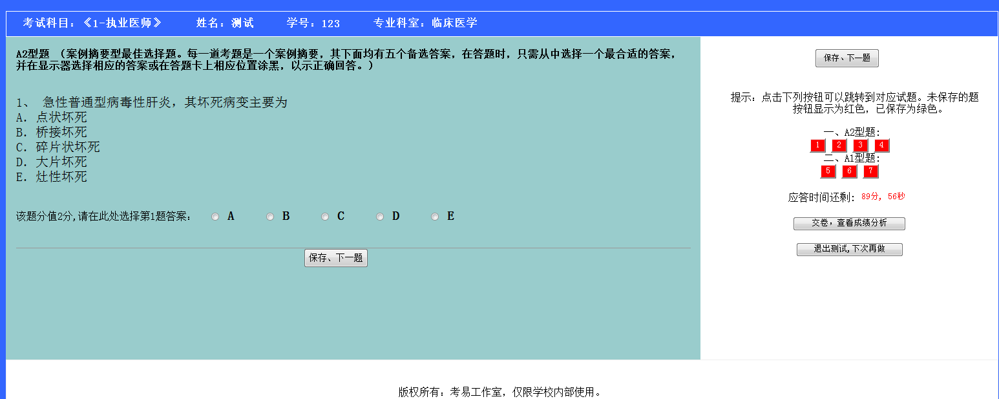 考试科目：《1-执业医师》 姓名：测试 学号：123 专业科室：临床医学
A2型题 （案例摘要型最佳选择题。每一道考题是一个案例摘要，其下面均有五个备选答案，在答题时，只需从中选择一个最合适的答案，
并在显示器选择相应的答案或在答题卡上相应位置涂黑，以示正确回答。）
1、 急性普通型病毒性肝炎，其坏死病变主要为
A. 点状坏死
B. 桥接坏死
C. 碎片状坏死
D. 大片坏死
E. 灶性坏死
该题分值2分,请在此处选择第1题答案： A B C D E
保存、下一题
保存、下一题
提示：点击下列按钮可以跳转到对应试题。未保存的题
按钮显示为红色，已保存为绿色。
一、A2型题：
1 2 3 4
二、A1型题：
5 6 7
应答时间还剩：89分，56秒
交卷，查看成绩分析
退出测试,下次再做
版权所有：考易工作室，仅限学校内部使用。